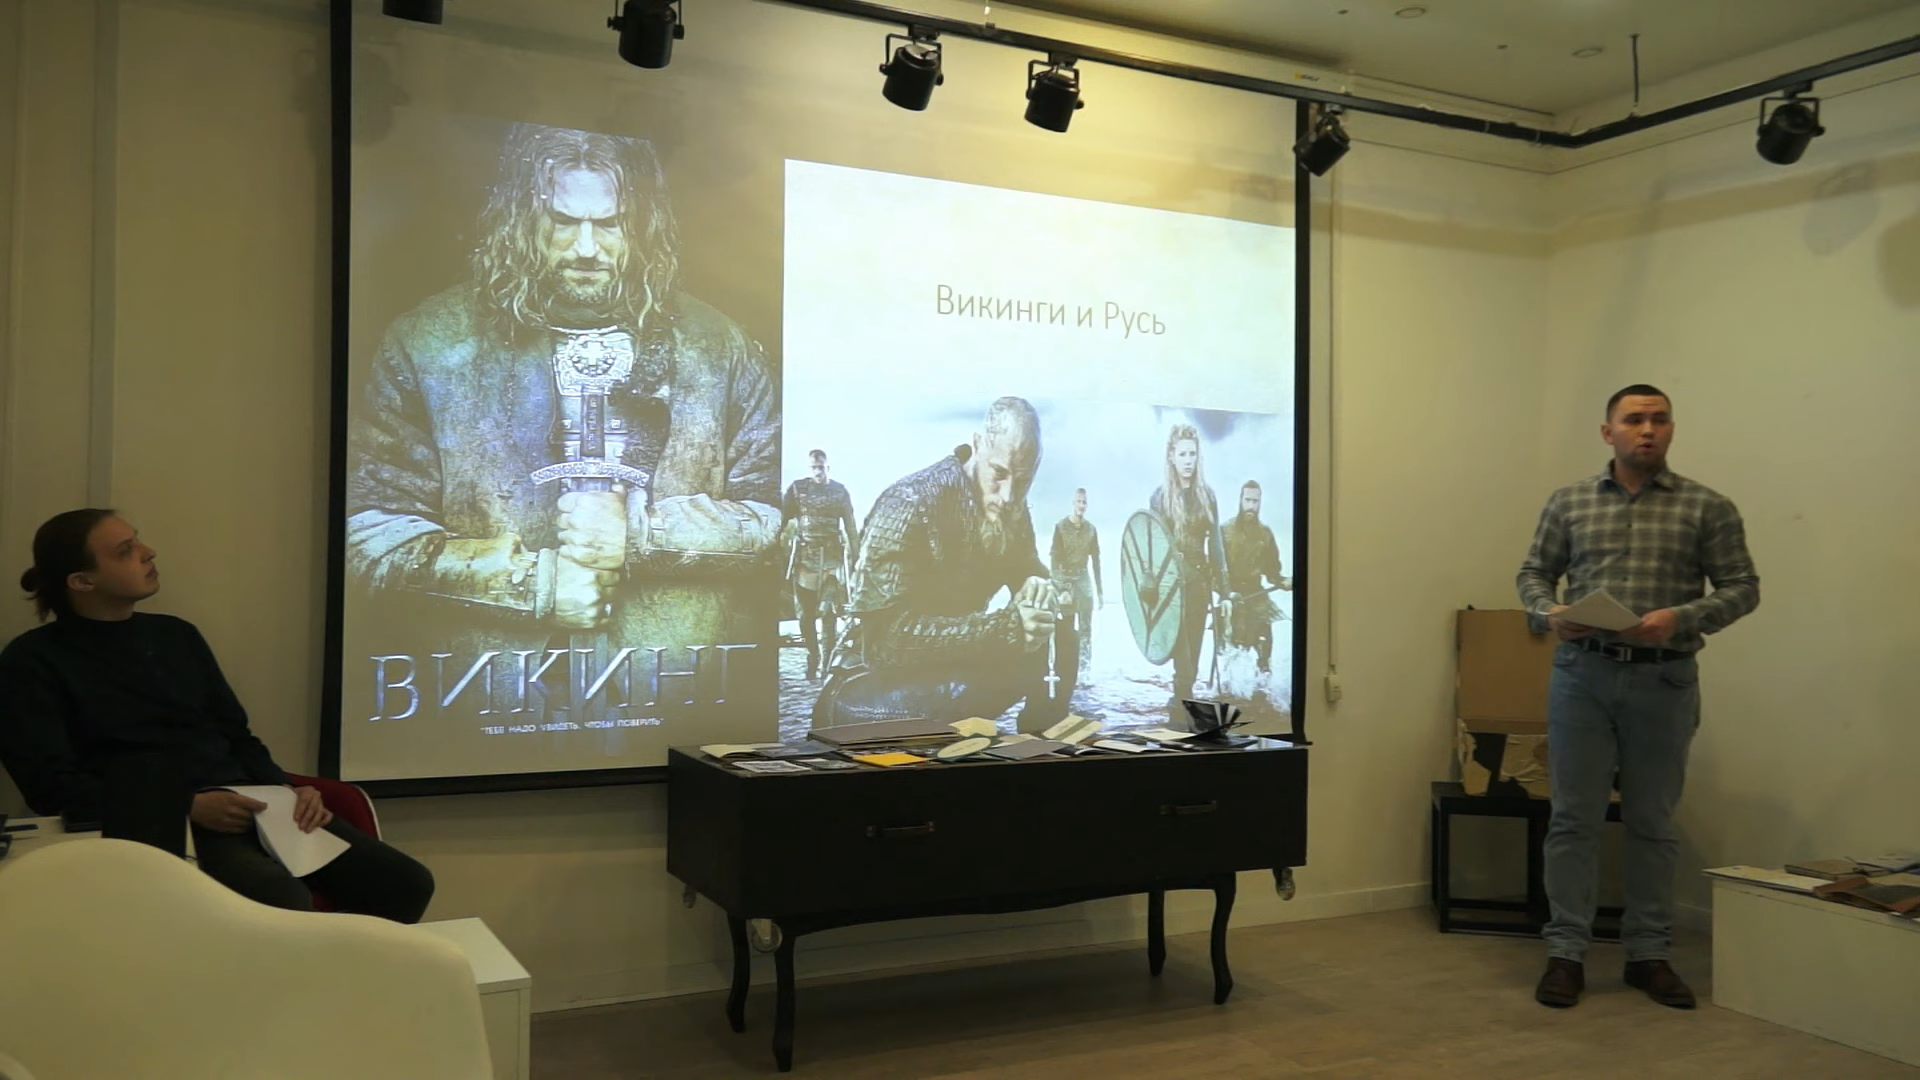 Викинги и Русь
ВИКИНГ
"ТЕБЕ НАДО УВИДЕТЬ, ЧТОБЫ ПОВЕРИТЬ"